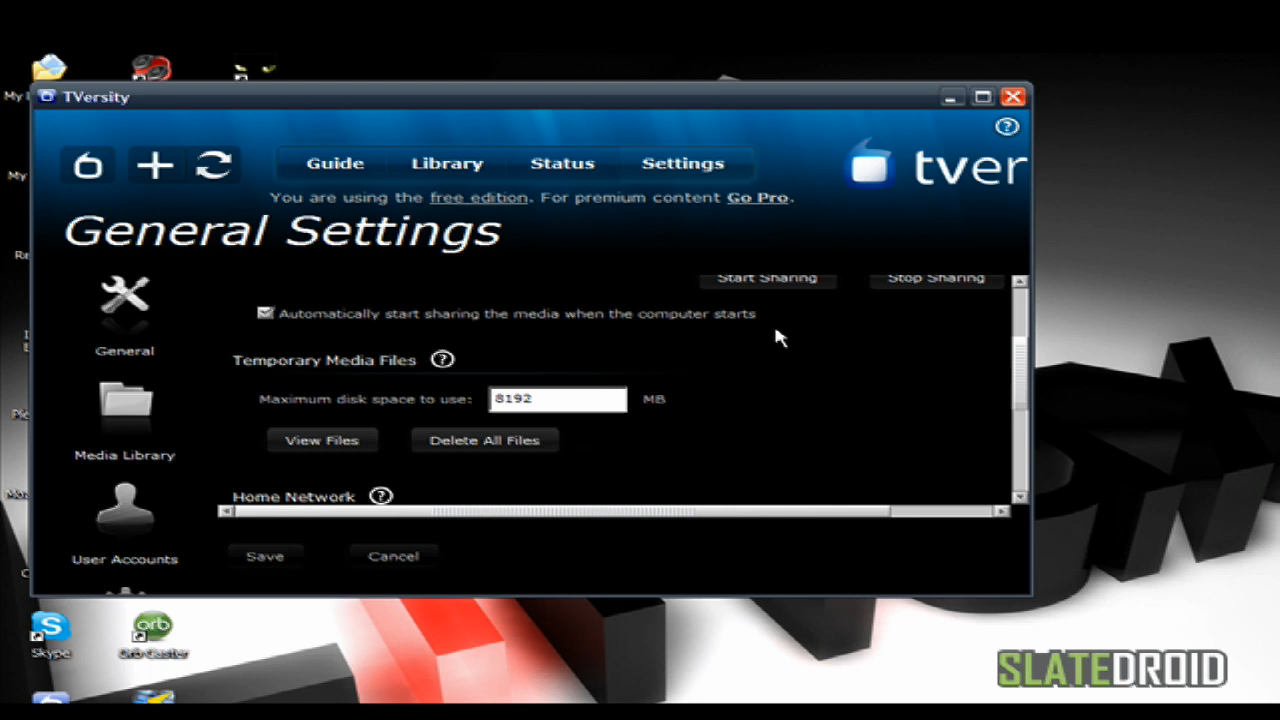 My
TVersity
Guide Library Status Settings
tver
You are using the free edition. For premium content Go Pro.
General Settings
Start Sharing Stop Sharing
Automatically start sharing the media when the computer starts
General
Temporary Media Files ?
Maximum disk space to use: 8192 MB
View Files Delete All Files
Media Library
Home Network ?
User Accounts
Save Cancel
Skype
Orb Caster
SLATEDROID